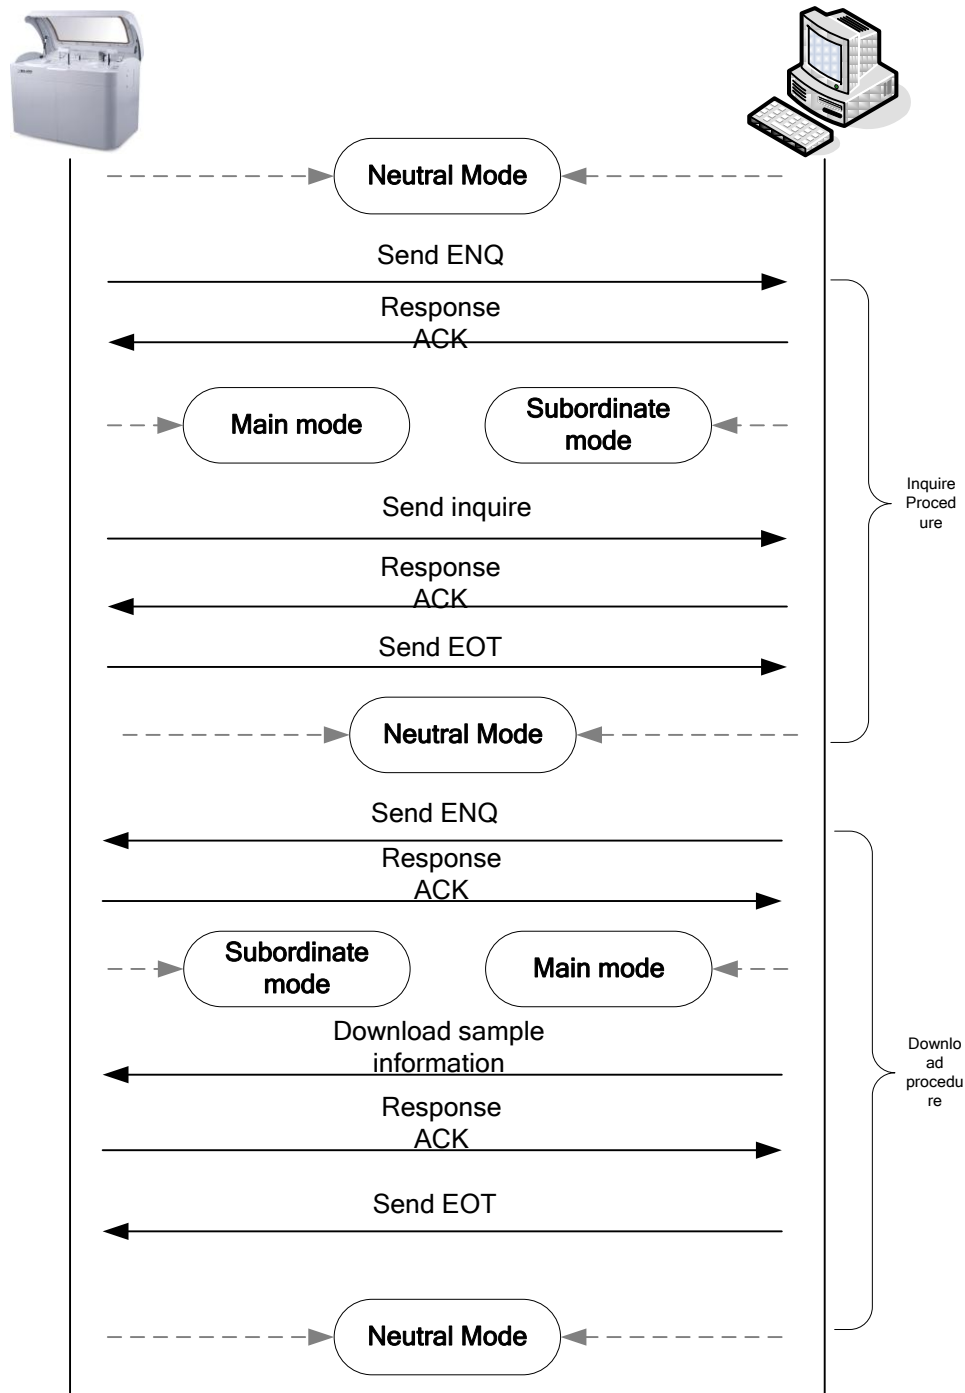 Neutral Mode
Send ENQ
Response
ACK
Main mode
Subordinate
mode
Send inquire
Response
ACK
Send EOT
Neutral Mode
Inquire
Proced
ure
Send ENQ
Response
ACK
Subordinate
mode
Main mode
Download sample
information
Response
ACK
Send EOT
Neutral Mode
Downlo
ad
procedu
re